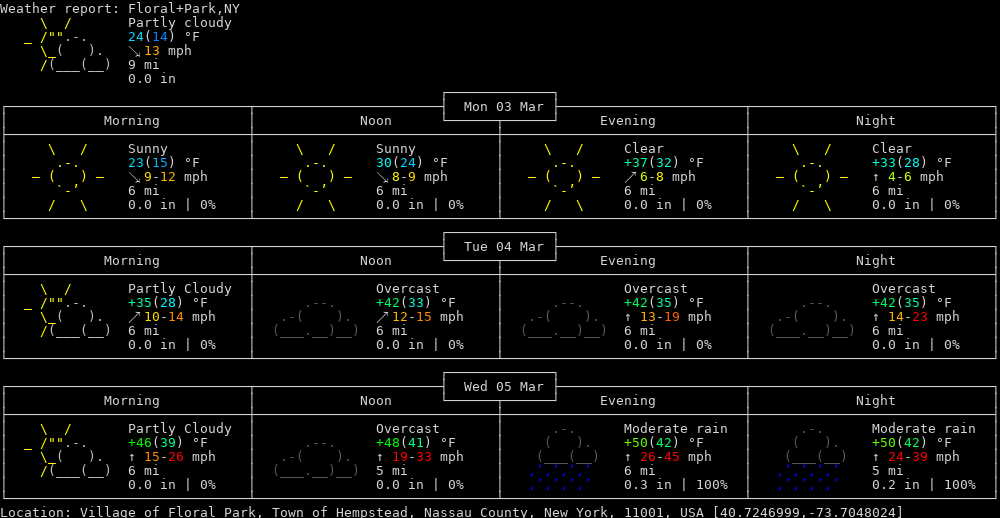 Weather report: Floral+Park,NY
Partly cloudy
24(14) °F
↘ 13 mph
9 mi
0.0 in
Mon 03 Mar
Morning Noon Evening Night
Sunny Sunny Clear Clear
23(15) °F 30(24) °F +37(32) °F +33(28) °F
↘ 9-12 mph ↘ 8-9 mph ↗ 6-8 mph ↑ 4-6 mph
6 mi 6 mi 6 mi 6 mi
0.0 in | 0% 0.0 in | 0% 0.0 in | 0% 0.0 in | 0%
Tue 04 Mar
Morning Noon Evening Night
Partly Cloudy Overcast Overcast Overcast
+35(28) °F +42(33) °F +42(35) °F +42(35) °F
↗ 10-14 mph ↗ 12-15 mph ↑ 13-19 mph ↑ 14-23 mph
6 mi 6 mi 6 mi 6 mi
0.0 in | 0% 0.0 in | 0% 0.0 in | 0% 0.0 in | 0%
Wed 05 Mar
Morning Noon Evening Night
Partly Cloudy Overcast Moderate rain Moderate rain
+46(39) °F +48(41) °F +50(42) °F +50(42) °F
↑ 15-26 mph ↑ 19-33 mph ↑ 26-45 mph ↑ 24-39 mph
6 mi 5 mi 6 mi 5 mi
0.0 in | 0% 0.0 in | 0% 0.3 in | 100% 0.2 in | 100%
Location: Village of Floral Park, Town of Hempstead, Nassau County, New York, 11001, USA [40.7246999,-73.7048024]